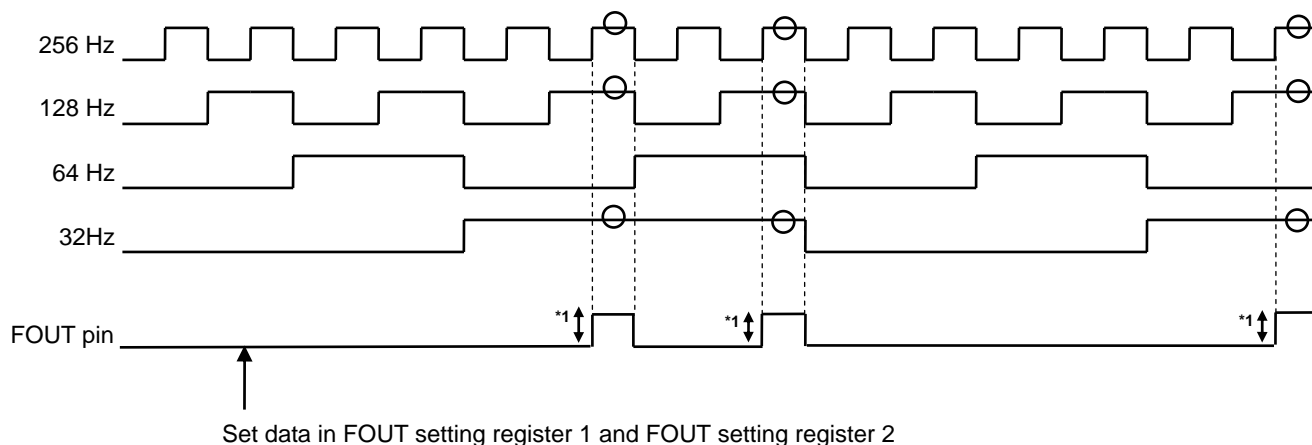 256 Hz
128 Hz
64 Hz
32Hz
*1
*1
*1
FOUT pin
Set data in FOUT setting register 1 and FOUT setting register 2